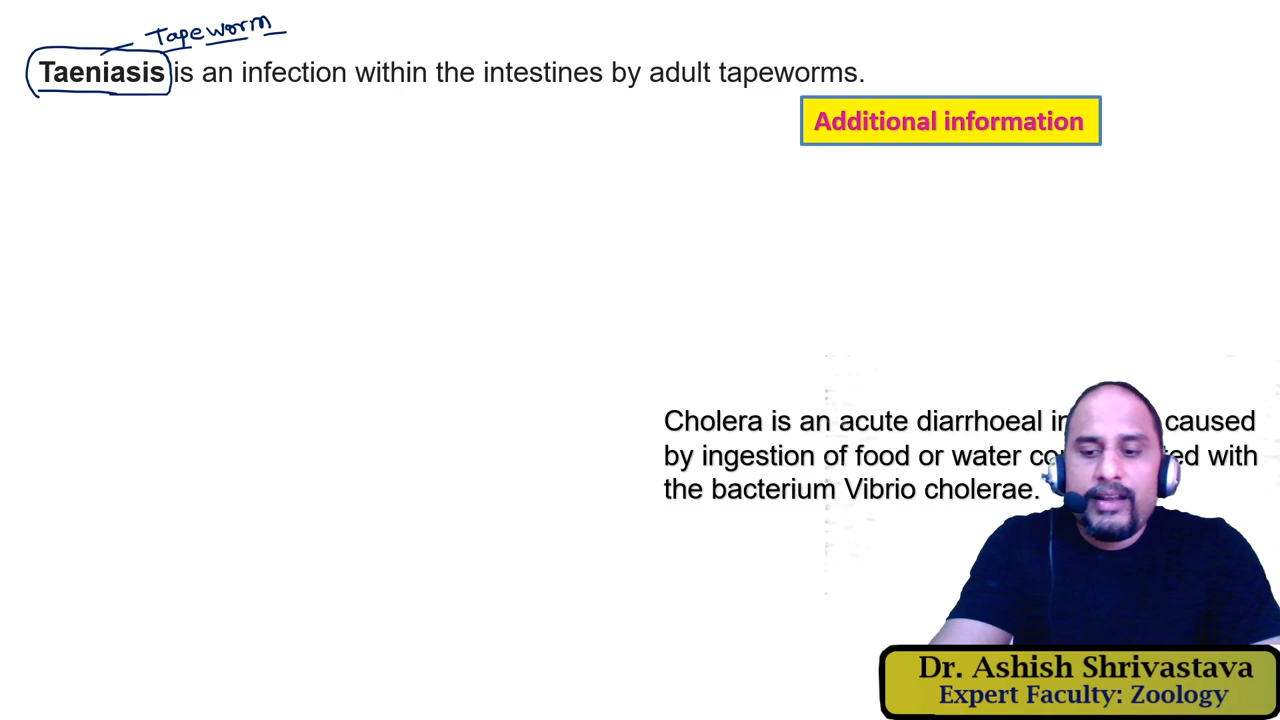 Tapeworm
Taeniasis is an infection within the intestines by adult tapeworms.
Additional information
Cholera is an acute diarrhoeal caused
by ingestion of food or water with
the bacterium Vibrio cholerae.
Dr. Ashish Shrivastava
Expert Faculty: Zoology